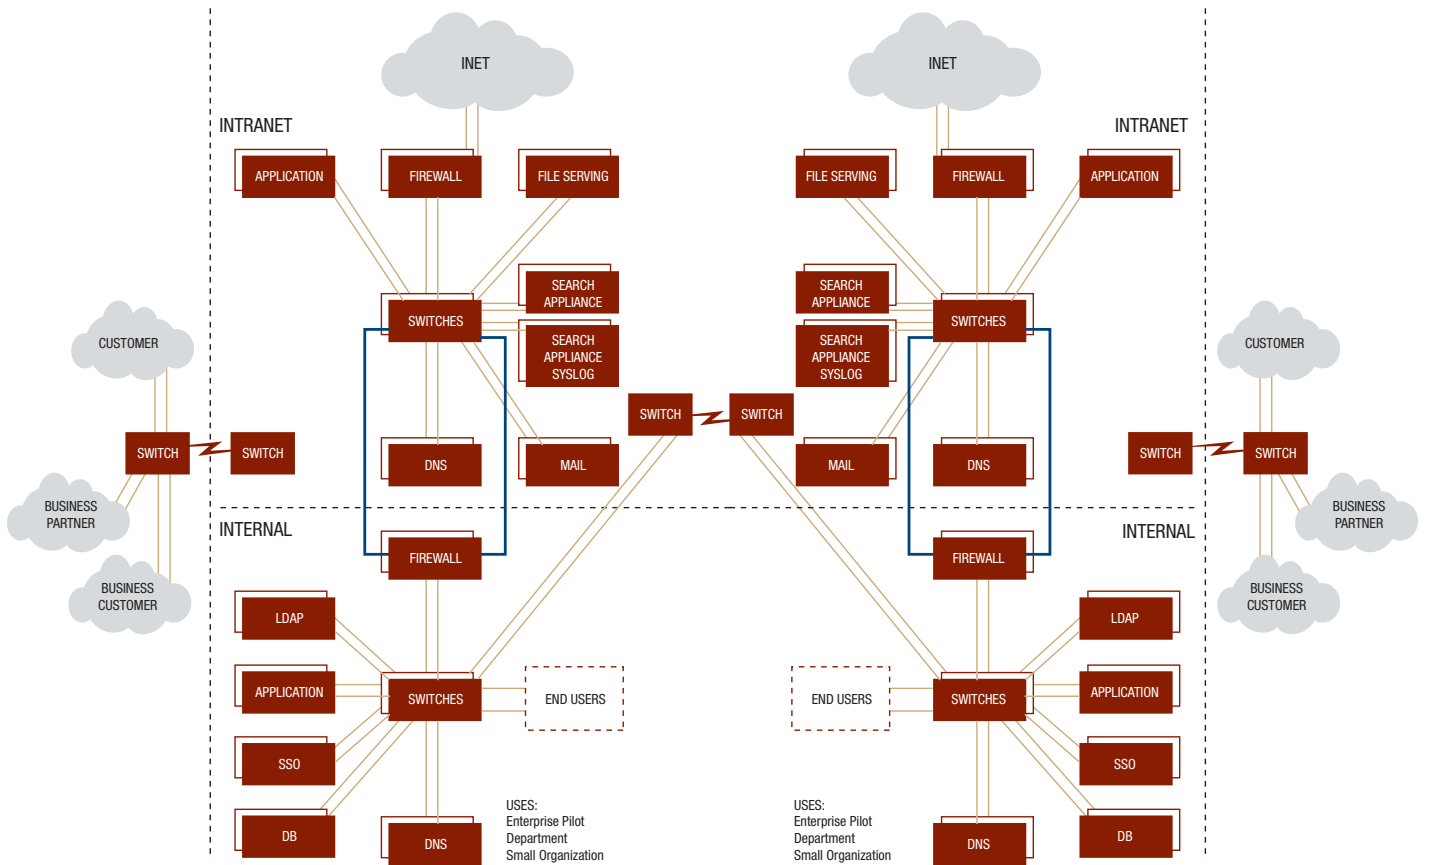 INET
INET
INTRANET
INTRANET
APPLICATION
FIREWALL
FILE SERVING
FILE SERVING
FIREWALL
APPLICATION
SEARCH
APPLIANCE
SEARCH
APPLIANCE
SWITCHES
SWITCHES
SEARCH
APPLIANCE
SYSLOG
SEARCH
APPLIANCE
SYSLOG
CUSTOMER
CUSTOMER
SWITCH
SWITCH
SWITCH
SWITCH
SWITCH
SWITCH
DNS
MAIL
MAIL
DNS
BUSINESS
PARTNER
BUSINESS
PARTNER
INTERNAL
INTERNAL
FIREWALL
FIREWALL
BUSINESS
CUSTOMER
BUSINESS
CUSTOMER
LDAP
LDAP
APPLICATION
SWITCHES
END USERS
END USERS
SWITCHES
APPLICATION
SSO
SSO
DB
DNS
USES:
Enterprise Pilot
Department
Small Organization
USES:
Enterprise Pilot
Department
Small Organization
DNS
DB